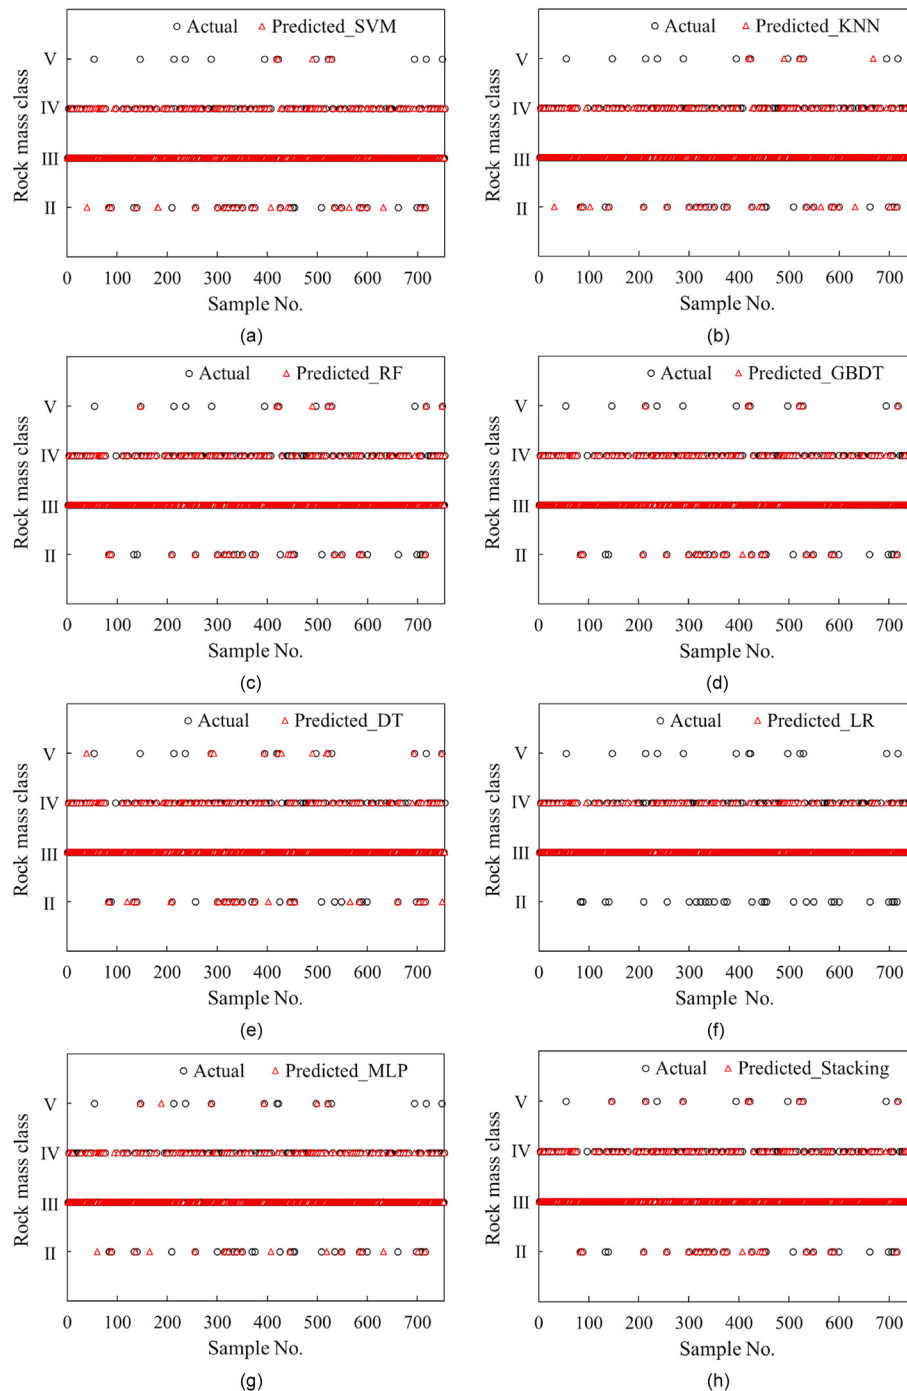 Actual Predicted_SVM
V
IV
III
II
Rock mass class
0 100 200 300 400 500 600 700
Sample No.
(a)
Actual Predicted_KNN
V
IV
III
II
Rock mass class
0 100 200 300 400 500 600 700
Sample No.
(b)
Actual Predicted_RF
V
IV
III
II
Rock mass class
0 100 200 300 400 500 600 700
Sample No.
(c)
Actual Predicted_GBDT
V
IV
III
II
Rock mass class
0 100 200 300 400 500 600 700
Sample No.
(d)
Actual Predicted_DT
V
IV
III
II
Rock mass class
0 100 200 300 400 500 600 700
Sample No.
(e)
Actual Predicted_LR
V
IV
III
II
Rock mass class
0 100 200 300 400 500 600 700
Sample No.
(f)
Actual Predicted_MLP
V
IV
III
II
Rock mass class
0 100 200 300 400 500 600 700
Sample No.
(g)
Actual Predicted_Stacking
V
IV
III
II
Rock mass class
0 100 200 300 400 500 600 700
Sample No.
(h)